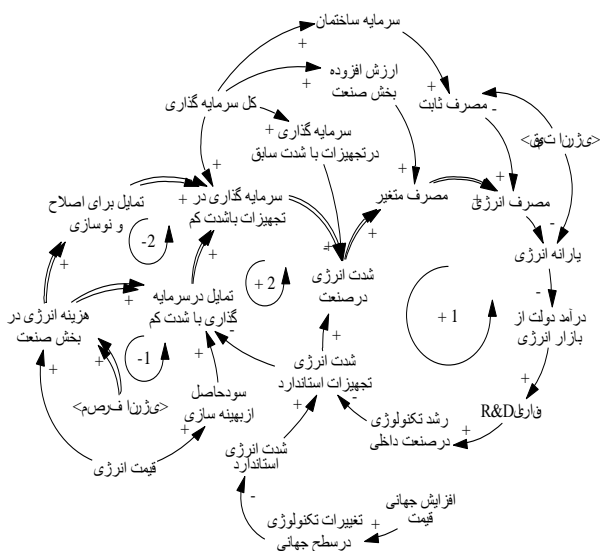 سرمایه ساختمان
ارزش افزوده
بخش صنعت
کل سرمایه گذاری
مصرف ثابت
سرمایه گذاری
درتجهیزات با شدت سابق
سرمایه گذاری در
تجهیزات باشدت کم
مصرف متغیر
مصرف انرژی
تمایل برای اصلاح
و نوسازی
-2
+ 2
یارانه انرژی
شدت انرژی
درصنعت
تمایل درسرمایه
گذاری با شدت کم
هزینه انرژی در
بخش صنعت
+ 1
درآمد دولت از
بازار انرژی
-1
شدت انرژی
تجهیزات استاندارد
سودحاصل
ازبهینه سازی
R&D
رشد تکنولوژی
درصنعت داخلی
قیمت انرژی
شدت انرژی
استاندارد
افزایش جهانی
قیمت
تغییرات تکنولوژی
درسطح جهانی